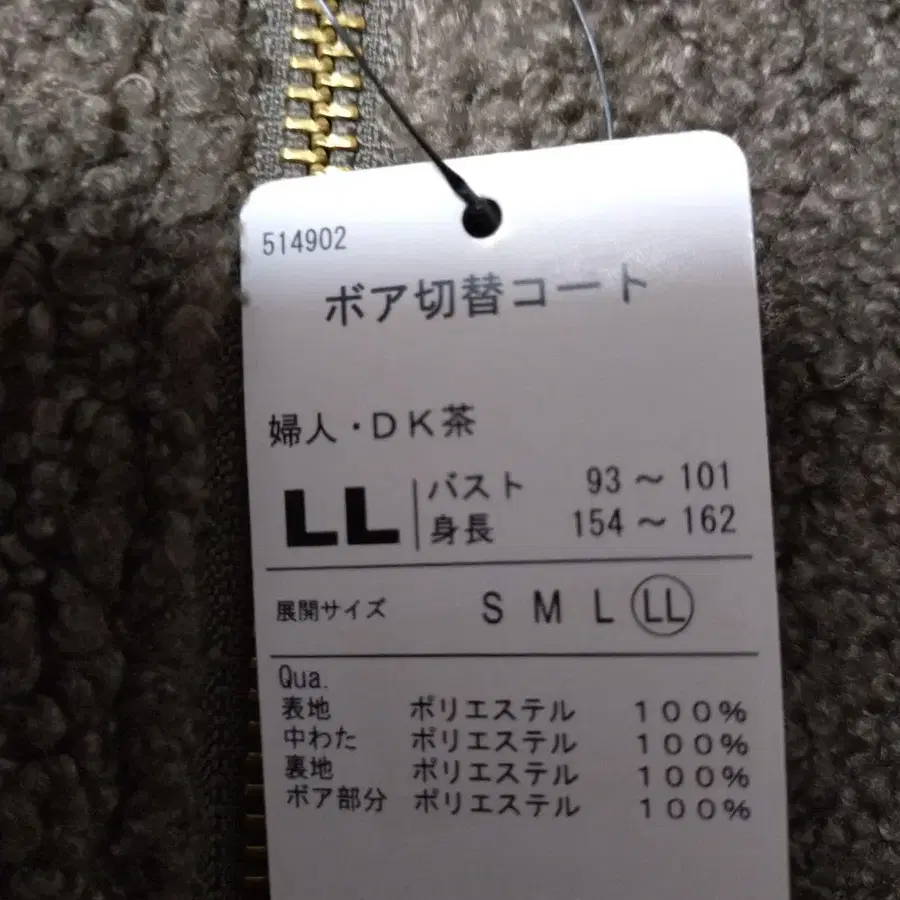 514902
ボア切替コート
婦人・DK茶
LL バスト 93～101
身長 154～162
展開サイズ S M L LL
Qua.
表地 ポリエステル 100%
中わた ポリエステル 100%
裏地 ポリエステル 100%
ボア部分 ポリエステル 100%